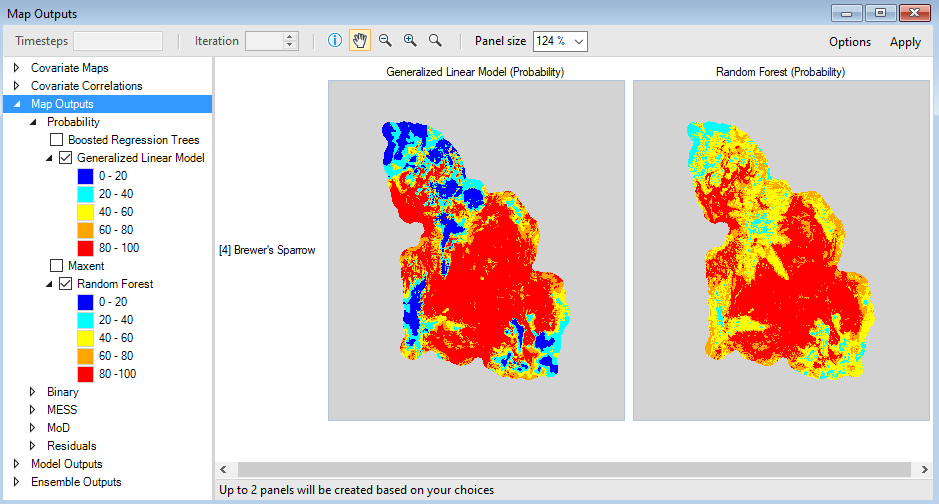 Map Outputs
Timesteps
Iteration
Panel size 124 %
Options Apply
Covariate Maps
Covariate Correlations
Map Outputs
Probability
Boosted Regression Trees
Generalized Linear Model
0 - 20
20 - 40
40 - 60
60 - 80
80 - 100
Maxent
Random Forest
0 - 20
20 - 40
40 - 60
60 - 80
80 -100
Binary
MESS
MoD
Residuals
Model Outputs
Ensemble Outputs
Generalized Linear Model (Probability) Random Forest (Probability)
[4] Brewer's Sparrow
Up to 2 panels will be created based on your choices